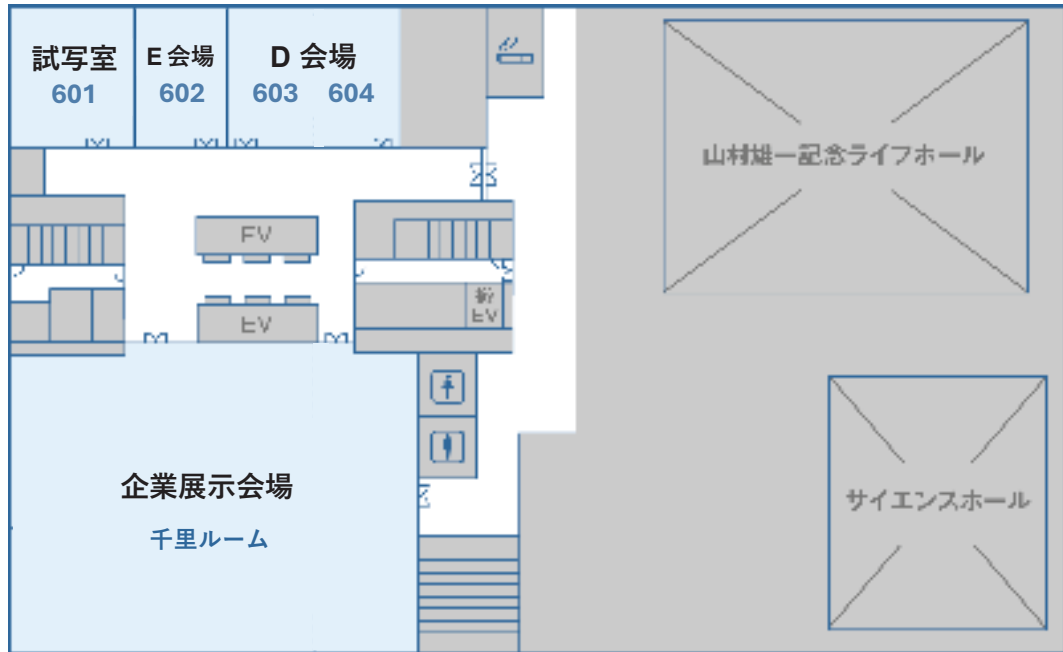 試写室
601
E 会場
602
D 会場
603 604
山村雄一記念ライフホール
EV
EV
EV
企業展示会場
千里ルーム
サイエンスホール